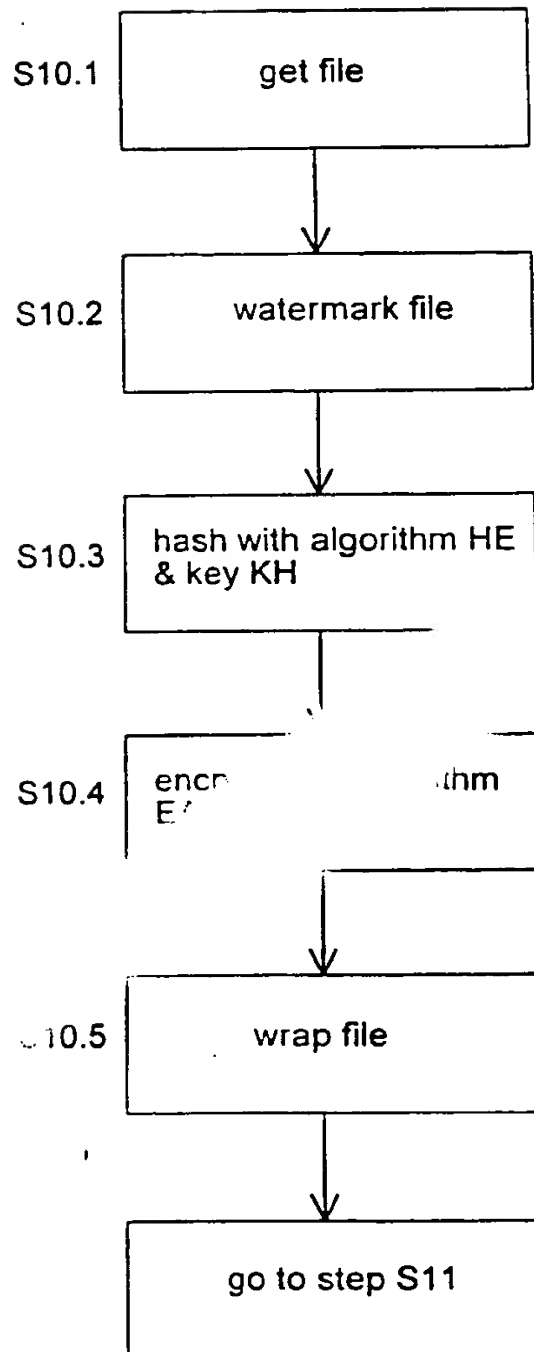 S10.1 get file
S10.2 watermark file
S10.3 hash with algorithm HE
& key KH
S10.4
10.5 wrap file
go to step S11